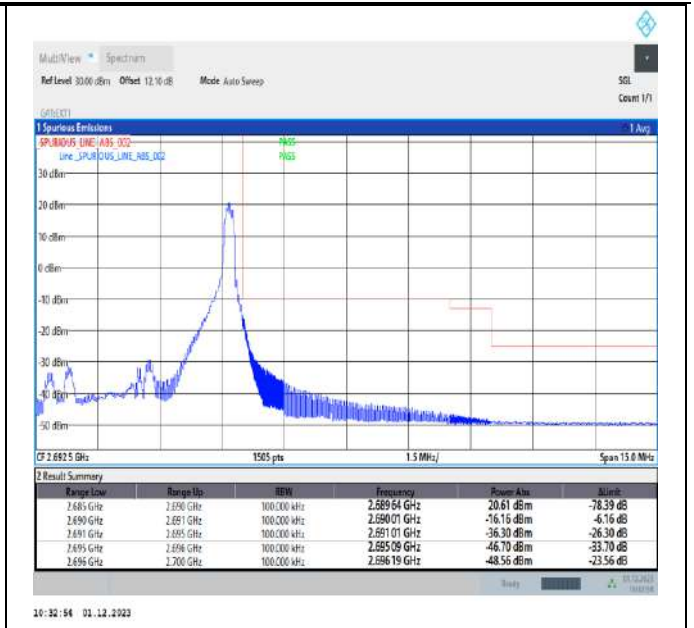 MultiView Spectrum
Ref Level 30.00 dBm Offset 12.10 dB Mode Auto Sweep SGL
Count 1/1
1 Spurious Emissions 1 Avg
SPURIOUS_LINE_ABS_002 PASS
Line _SPURIOUS_LINE_ABS_002 PASS
30 dBm
20 dBm
10 dBm
0 dBm
-10 dBm
-20 dBm
-30 dBm
-40 dBm
-50 dBm
CF 2.6925 GHz 1505 pts 1.5 MHz/ Span 15.0 MHz
2 Result Summary
Range Low Range Up RBW Frequency Power Abs ΔLimit
2.685 GHz 2.690 GHz 100.000 kHz 2.68964 GHz 20.61 dBm -78.39 dB
2.690 GHz 2.691 GHz 100.000 kHz 2.69001 GHz -16.16 dBm -6.16 dB
2.691 GHz 2.695 GHz 100.000 kHz 2.69101 GHz -36.30 dBm -26.30 dB
2.695 GHz 2.696 GHz 100.000 kHz 2.69509 GHz -46.70 dBm -33.70 dB
2.696 GHz 2.700 GHz 100.000 kHz 2.69619 GHz -48.56 dBm -23.56 dB
Ready 01.12.2023
10:32:54 01.12.2023